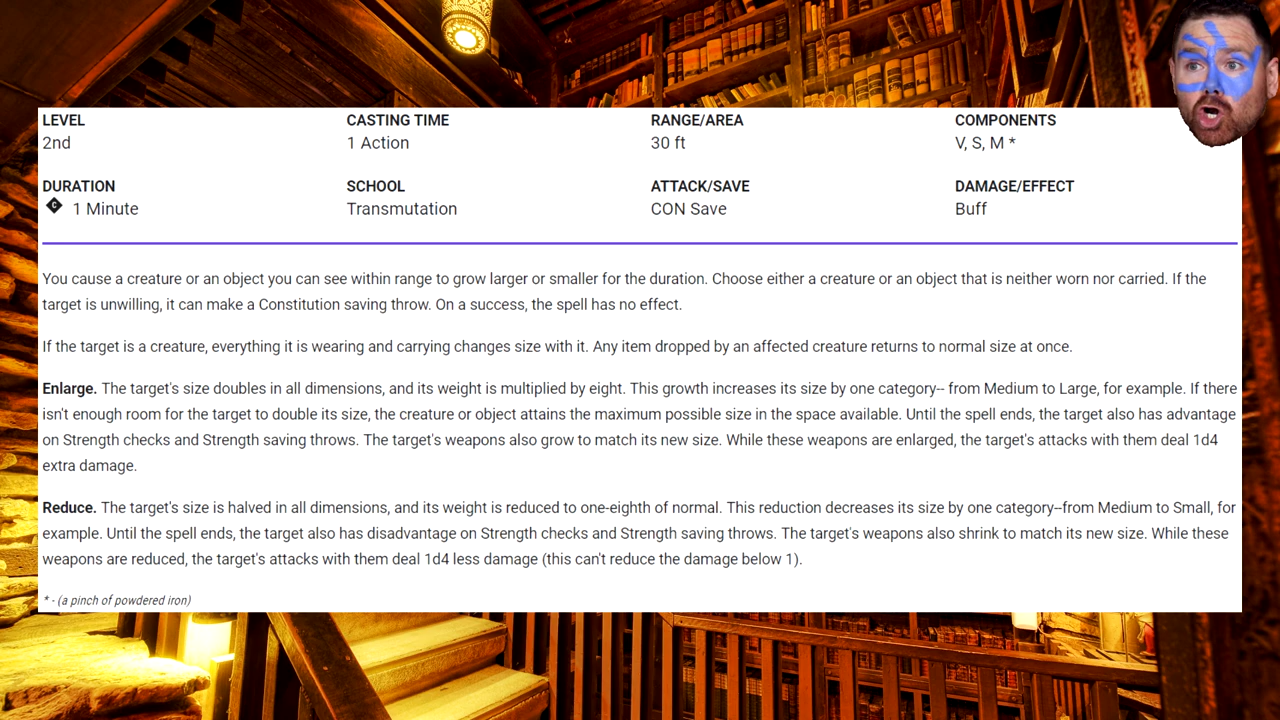 LEVEL CASTING TIME RANGE/AREA COMPONENTS
2nd 1 Action 30 ft V, S, M *
DURATION SCHOOL ATTACK/SAVE DAMAGE/EFFECT
C 1 Minute Transmutation CON Save Buff
You cause a creature or an object you can see within range to grow larger or smaller for the duration. Choose either a creature or an object that is neither worn nor carried. If the
target is unwilling, it can make a Constitution saving throw. On a success, the spell has no effect.
If the target is a creature, everything it is wearing and carrying changes size with it. Any item dropped by an affected creature returns to normal size at once.
Enlarge. The target's size doubles in all dimensions, and its weight is multiplied by eight. This growth increases its size by one category-- from Medium to Large, for example. If there
isn't enough room for the target to double its size, the creature or object attains the maximum possible size in the space available. Until the spell ends, the target also has advantage
on Strength checks and Strength saving throws. The target's weapons also grow to match its new size. While these weapons are enlarged, the target's attacks with them deal 1d4
extra damage.
Reduce. The target's size is halved in all dimensions, and its weight is reduced to one-eighth of normal. This reduction decreases its size by one category--from Medium to Small, for
example. Until the spell ends, the target also has disadvantage on Strength checks and Strength saving throws. The target's weapons also shrink to match its new size. While these
weapons are reduced, the target's attacks with them deal 1d4 less damage (this can't reduce the damage below 1).
* - (a pinch of powdered iron)